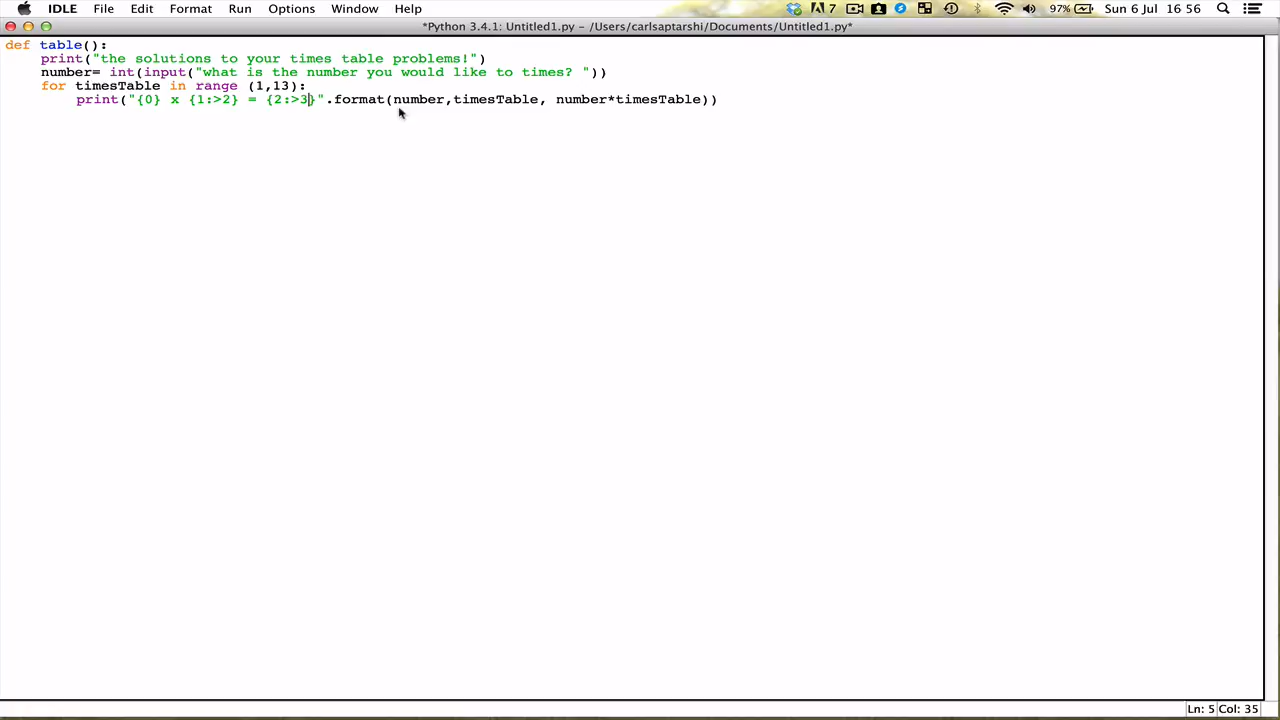 IDLE File Edit Format Run Options Window Help 7 97% Sun 6 Jul 16 56
*Python 3.4.1: Untitled1.py - /Users/carlsaptarshi/Documents/Untitled1.py*
def table():
print("the solutions to your times table problems!")
number= int(input("what is the number you would like to times? "))
for timesTable in range (1,13):
print("{0} x {1:>2} = {2:>3}".format(number,timesTable, number*timesTable))
Ln: 5 Col: 35